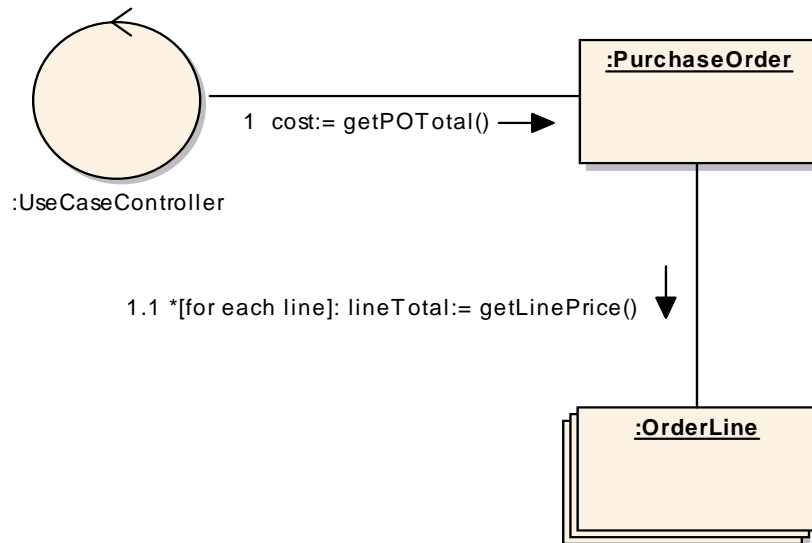 :PurchaseOrder
1 cost:= getPOTotal()
:UseCaseController
1.1 *[for each line]: lineTotal:= getLinePrice()
:OrderLine